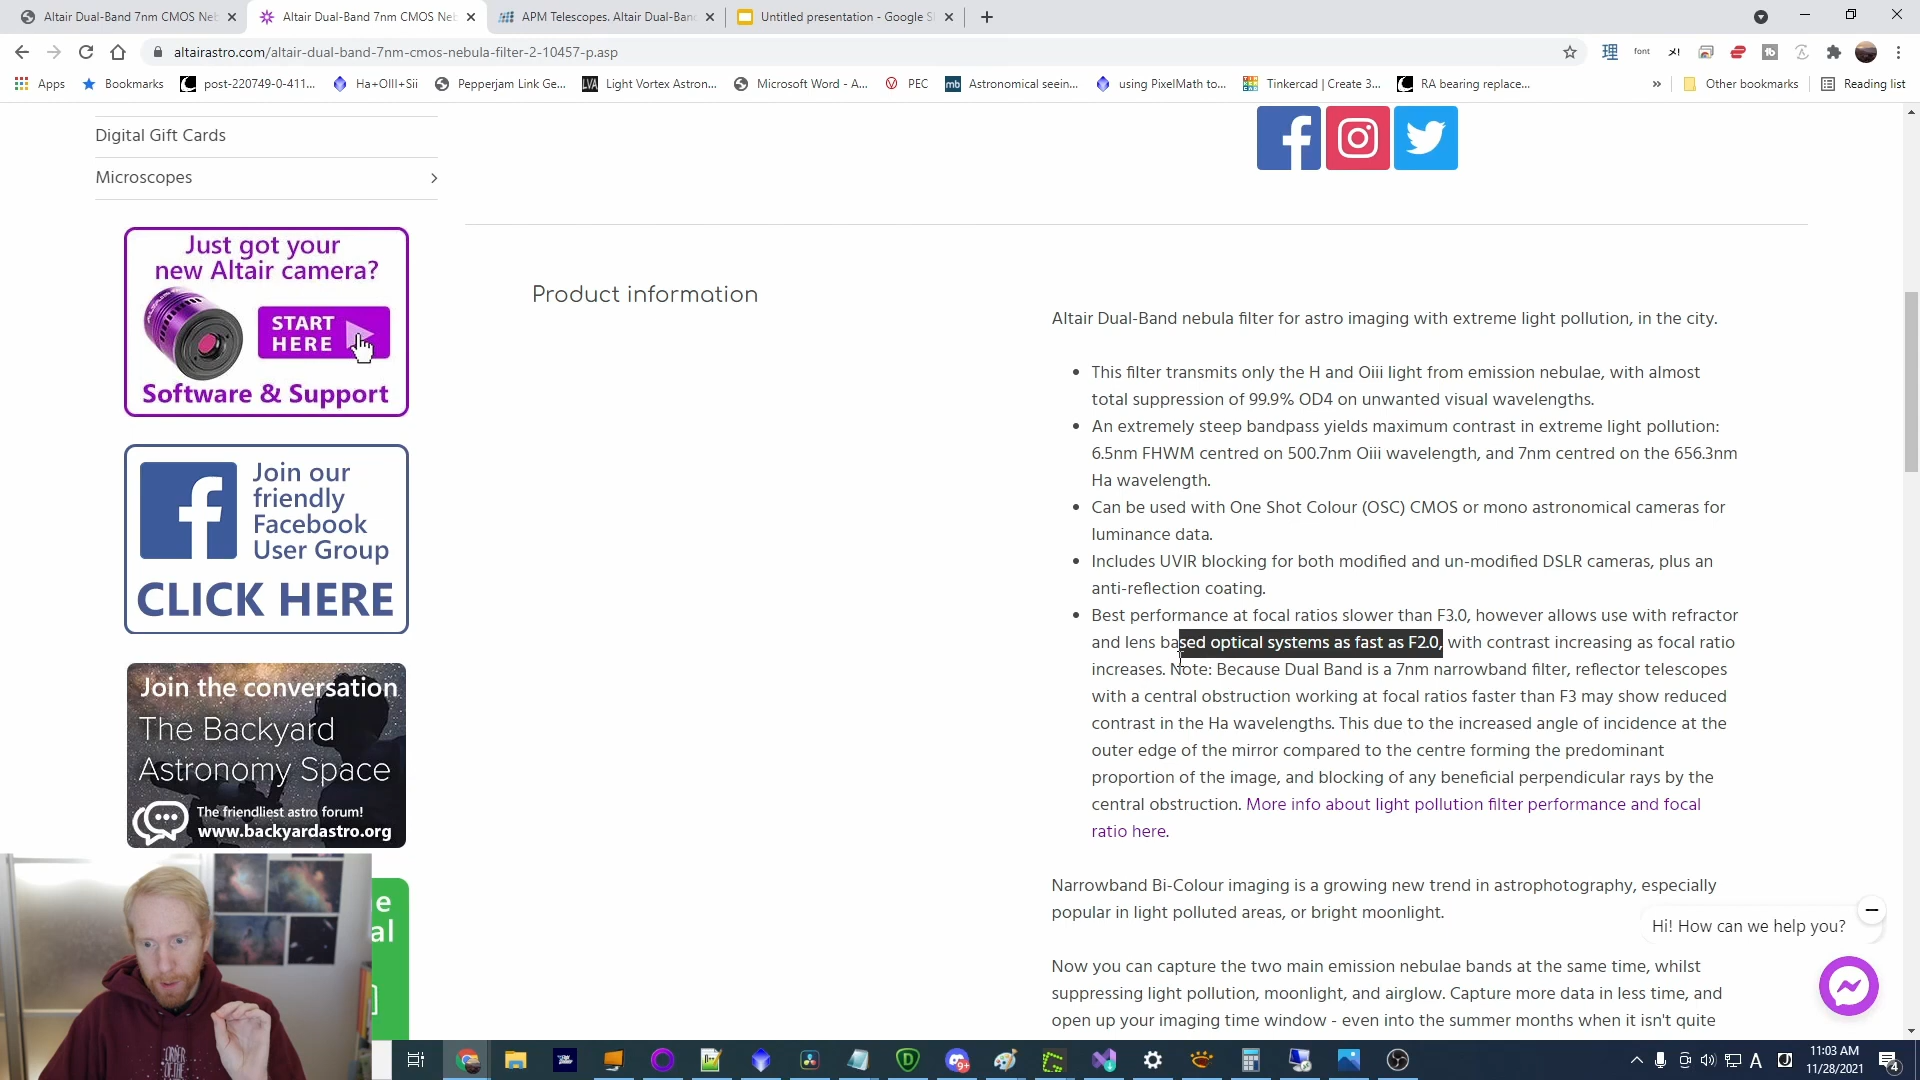 Altair Dual-Band 7nm CMOS Neb
Altair Dual-Band 7nm CMOS Neb
APM Telescopes. Altair Dual-Ban
Untitled presentation - Google Sl
altairastro.com/altair-dual-band-7nm-cmos-nebula-filter-2-10457-p.asp
font
Apps
Bookmarks
post-220749-0-411...
Ha+OIII+Sii
Pepperjam Link Ge...
LVA
Light Vortex Astron...
Microsoft Word - A...
PEC
mb
Astronomical seein...
using PixelMath to...
Tinkercad | Create 3...
RA bearing replace...
»
Other bookmarks
Reading list
Digital Gift Cards
Microscopes
Just got your
new Altair camera?
START
HERE
Software & Support
Join our
friendly
Facebook
User Group
CLICK HERE
Join the conversation
The Backyard
Astronomy Space
The friendliest astro forum!
www.backyardastro.org
e
al
Product information
Altair Dual-Band nebula filter for astro imaging with extreme light pollution, in the city.
• This filter transmits only the H and Oiii light from emission nebulae, with almost
total suppression of 99.9% OD4 on unwanted visual wavelengths.
• An extremely steep bandpass yields maximum contrast in extreme light pollution:
6.5nm FHWM centred on 500.7nm Oiii wavelength, and 7nm centred on the 656.3nm
Ha wavelength.
• Can be used with One Shot Colour (OSC) CMOS or mono astronomical cameras for
luminance data.
• Includes UVIR blocking for both modified and un-modified DSLR cameras, plus an
anti-reflection coating.
• Best performance at focal ratios slower than F3.0, however allows use with refractor
and lens based optical systems as fast as F2.0, with contrast increasing as focal ratio
increases. Note: Because Dual Band is a 7nm narrowband filter, reflector telescopes
with a central obstruction working at focal ratios faster than F3 may show reduced
contrast in the Ha wavelengths. This due to the increased angle of incidence at the
outer edge of the mirror compared to the centre forming the predominant
proportion of the image, and blocking of any beneficial perpendicular rays by the
central obstruction. More info about light pollution filter performance and focal
ratio here.
Narrowband Bi-Colour imaging is a growing new trend in astrophotography, especially
popular in light polluted areas, or bright moonlight.
Now you can capture the two main emission nebulae bands at the same time, whilst
suppressing light pollution, moonlight, and airglow. Capture more data in less time, and
open up your imaging time window - even into the summer months when it isn't quite
Hi! How can we help you?
9+
A
11:03 AM
11/28/2021
4